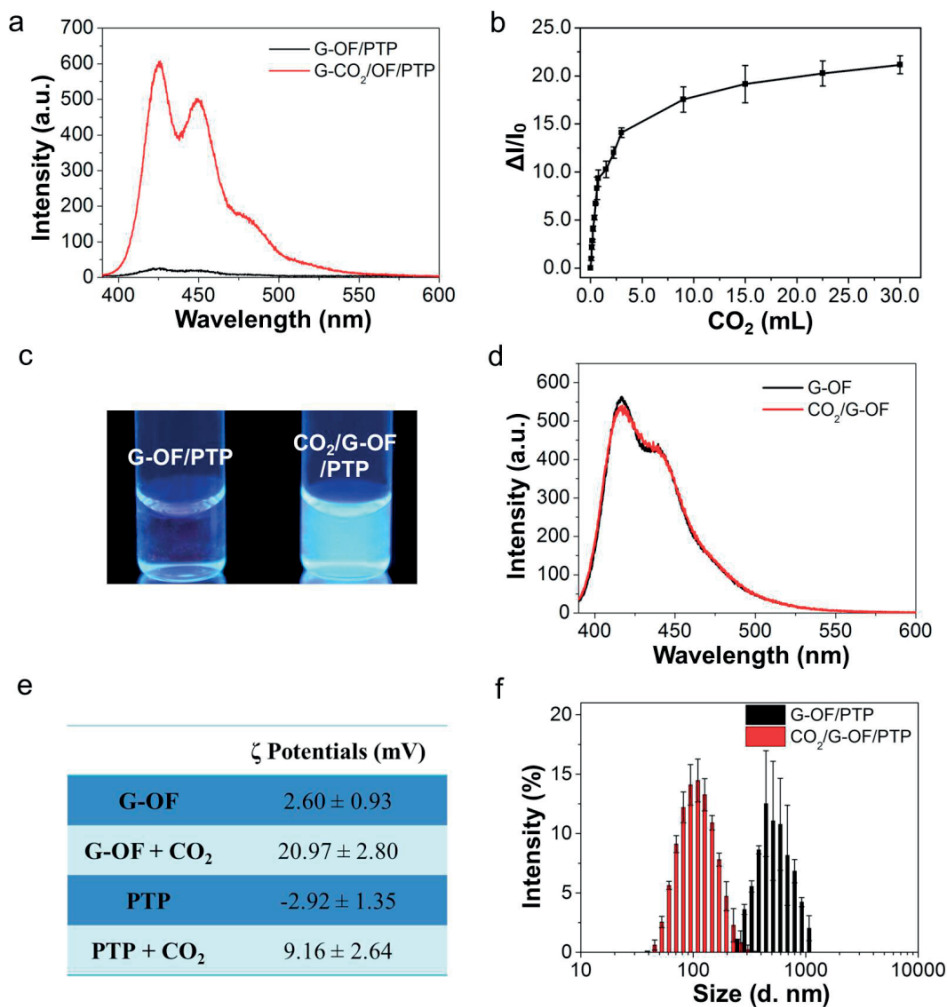 a
700
600
500
400
300
200
100
0
Intensity (a.u.)
G-OF/PTP
G-CO₂/OF/PTP
400 450 500 550 600
Wavelength (nm)
b
25.0
20.0
15.0
10.0
5.0
0.0
ΔI/I₀
0.0 2.5 5.0 7.5 10.0 15.0 20.0 25.0 30.0
CO₂ (mL)
c
G-OF/PTP
CO₂/G-OF
/PTP
d
600
500
400
300
200
100
0
Intensity (a.u.)
G-OF
CO₂/G-OF
400 450 500 550 600
Wavelength (nm)
e
ζ Potentials (mV)
G-OF 2.60 ± 0.93
G-OF + CO₂ 20.97 ± 2.80
PTP -2.92 ± 1.35
PTP + CO₂ 9.16 ± 2.64
f
20
15
10
5
0
Intensity (%)
G-OF/PTP
CO₂/G-OF/PTP
10 100 1000 10000
Size (d. nm)